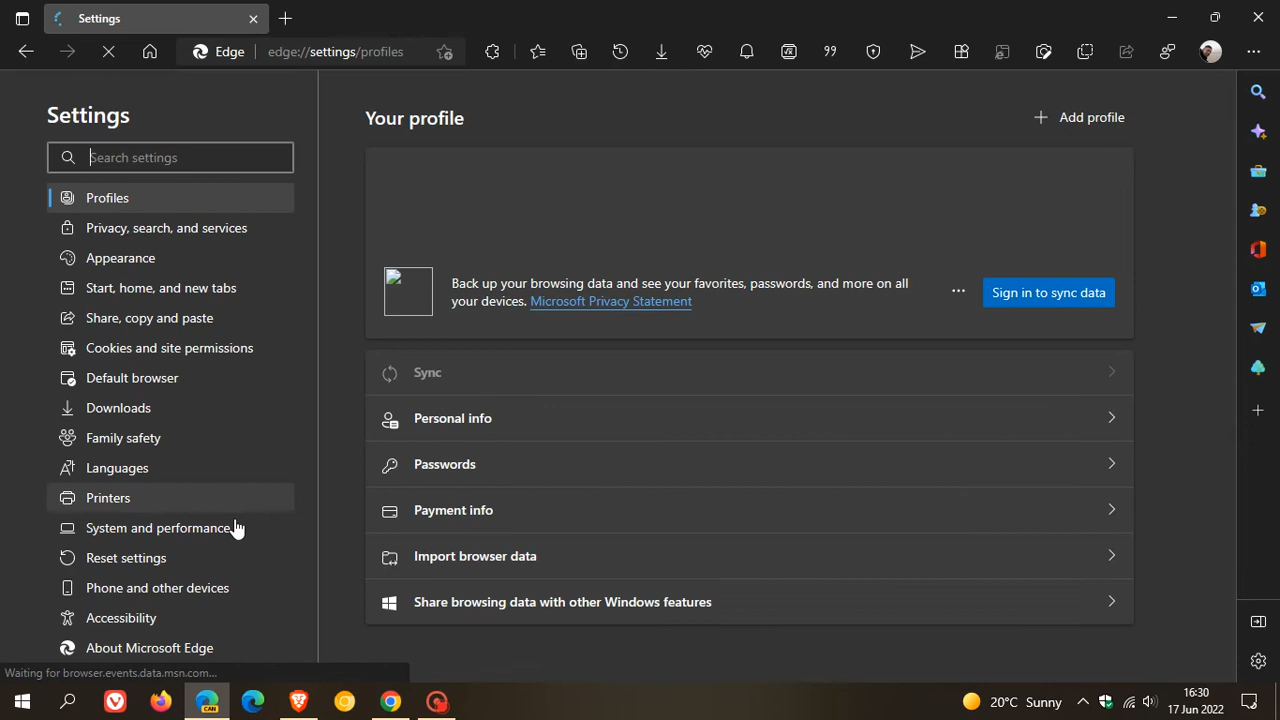 Settings
Edge
edge://settings/profiles
Settings
Search settings
Profiles
Privacy, search, and services
Appearance
Start, home, and new tabs
Share, copy and paste
Cookies and site permissions
Default browser
Downloads
Family safety
Languages
Printers
System and performance
Reset settings
Phone and other devices
Accessibility
About Microsoft Edge
Your profile
Add profile
Back up your browsing data and see your favorites, passwords, and more on all
your devices. Microsoft Privacy Statement
Sign in to sync data
Sync
Personal info
Passwords
Payment info
Import browser data
Share browsing data with other Windows features
Waiting for browser.events.data.msn.com...
CAN
20°C Sunny
16:30
17 Jun 2022